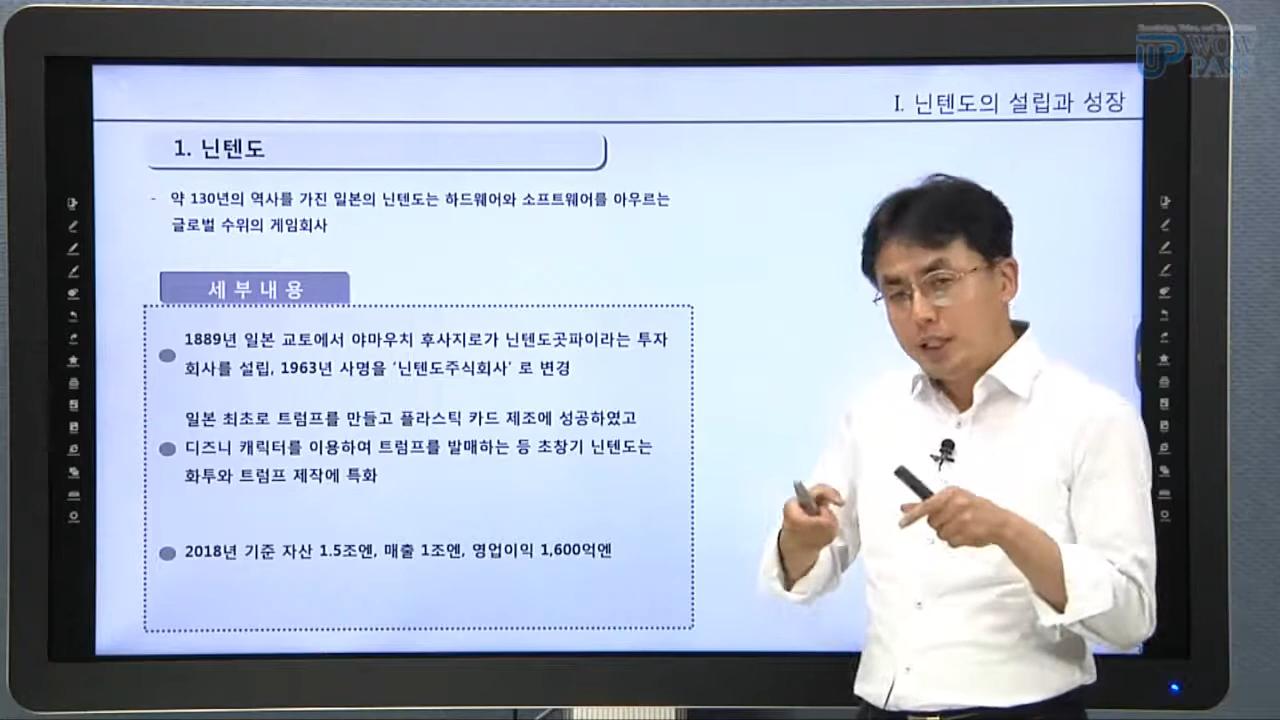 UP WOW PASS
I. 닌텐도의 설립과 성장
1. 닌텐도
- 약 130년의 역사를 가진 일본의 닌텐도는 하드웨어와 소프트웨어를 아우르는
글로벌 수위의 게임회사
세부내용
1889년 일본 교토에서 야마우치 후사지로가 닌텐도곳파이라는 투자
회사를 설립, 1963년 사명을 ‘닌텐도주식회사’ 로 변경
일본 최초로 트럼프를 만들고 플라스틱 카드 제조에 성공하였고
디즈니 캐릭터를 이용하여 트럼프를 발매하는 등 초창기 닌텐도는
화투와 트럼프 제작에 특화
2018년 기준 자산 1.5조엔, 매출 1조엔, 영업이익 1,600억엔